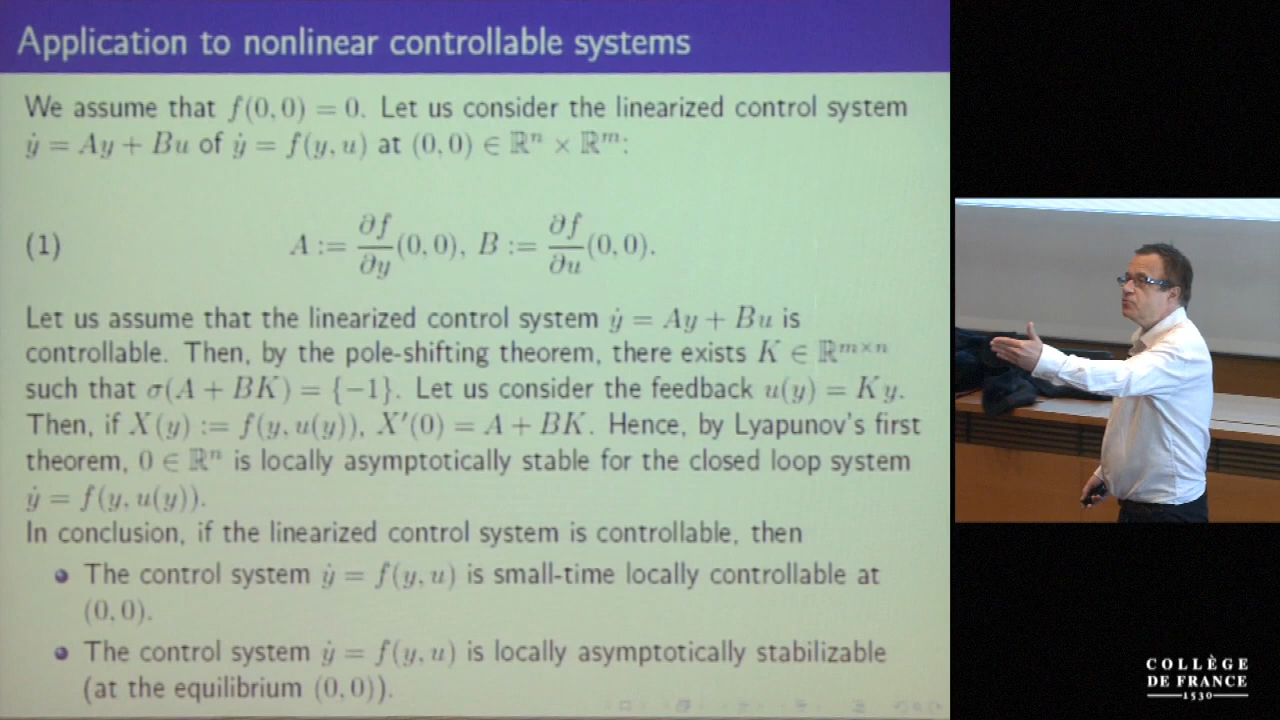 Application to nonlinear controllable systems
We assume that f(0, 0) = 0. Let us consider the linearized control system
ẏ = Ay + Bu of ẏ = f(y, u) at (0, 0) ∈ ℝⁿ × ℝᵐ:
(1) A := ∂f/∂y (0, 0), B := ∂f/∂u (0, 0).
Let us assume that the linearized control system ẏ = Ay + Bu is
controllable. Then, by the pole-shifting theorem, there exists K ∈ ℝᵐˣⁿ
such that σ(A + BK) = {−1}. Let us consider the feedback u(y) = Ky.
Then, if X(y) := f(y, u(y)), X′(0) = A + BK. Hence, by Lyapunov's first
theorem, 0 ∈ ℝⁿ is locally asymptotically stable for the closed loop system
ẏ = f(y, u(y)).
In conclusion, if the linearized control system is controllable, then
The control system ẏ = f(y, u) is small-time locally controllable at
(0, 0).
The control system ẏ = f(y, u) is locally asymptotically stabilizable
(at the equilibrium (0, 0)).
COLLÈGE
DE FRANCE
1530